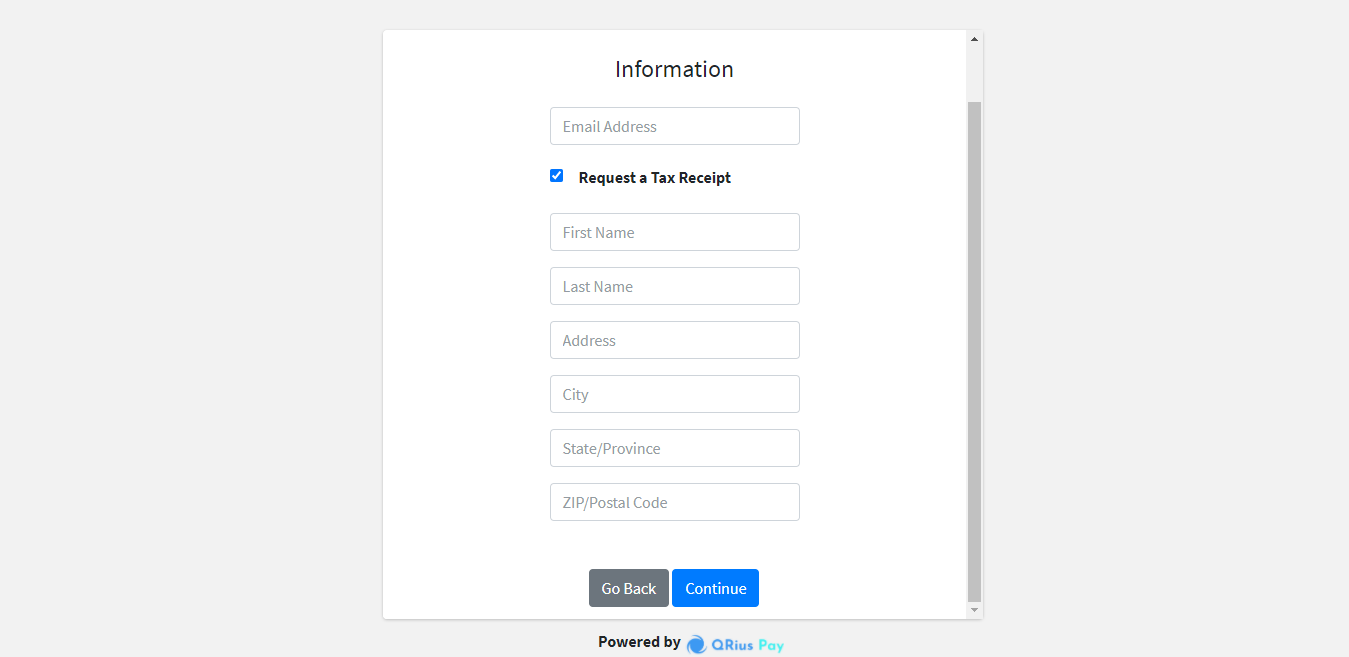 Information
Email Address
Request a Tax Receipt
First Name
Last Name
Address
City
State/Province
ZIP/Postal Code
Go Back Continue
Powered by QRius Pay